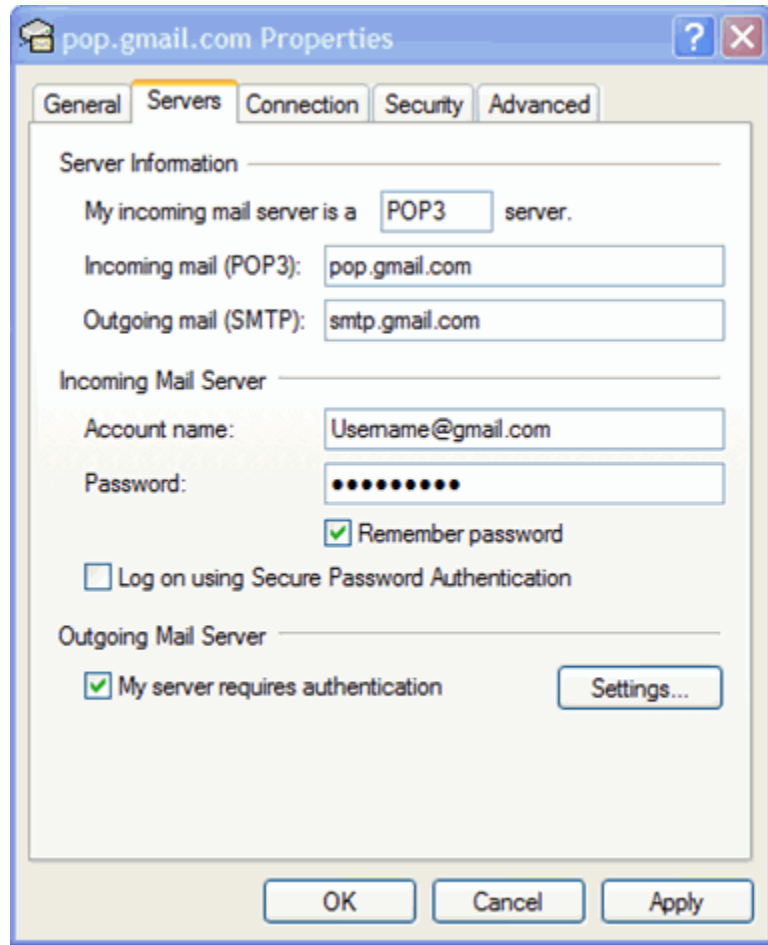 pop.gmail.com Properties
General Servers Connection Security Advanced
Server Information
My incoming mail server is a POP3 server.
Incoming mail (POP3): pop.gmail.com
Outgoing mail (SMTP): smtp.gmail.com
Incoming Mail Server
Account name: Username@gmail.com
Password: ●●●●●●●●●
Remember password
Log on using Secure Password Authentication
Outgoing Mail Server
My server requires authentication Settings...
OK Cancel Apply